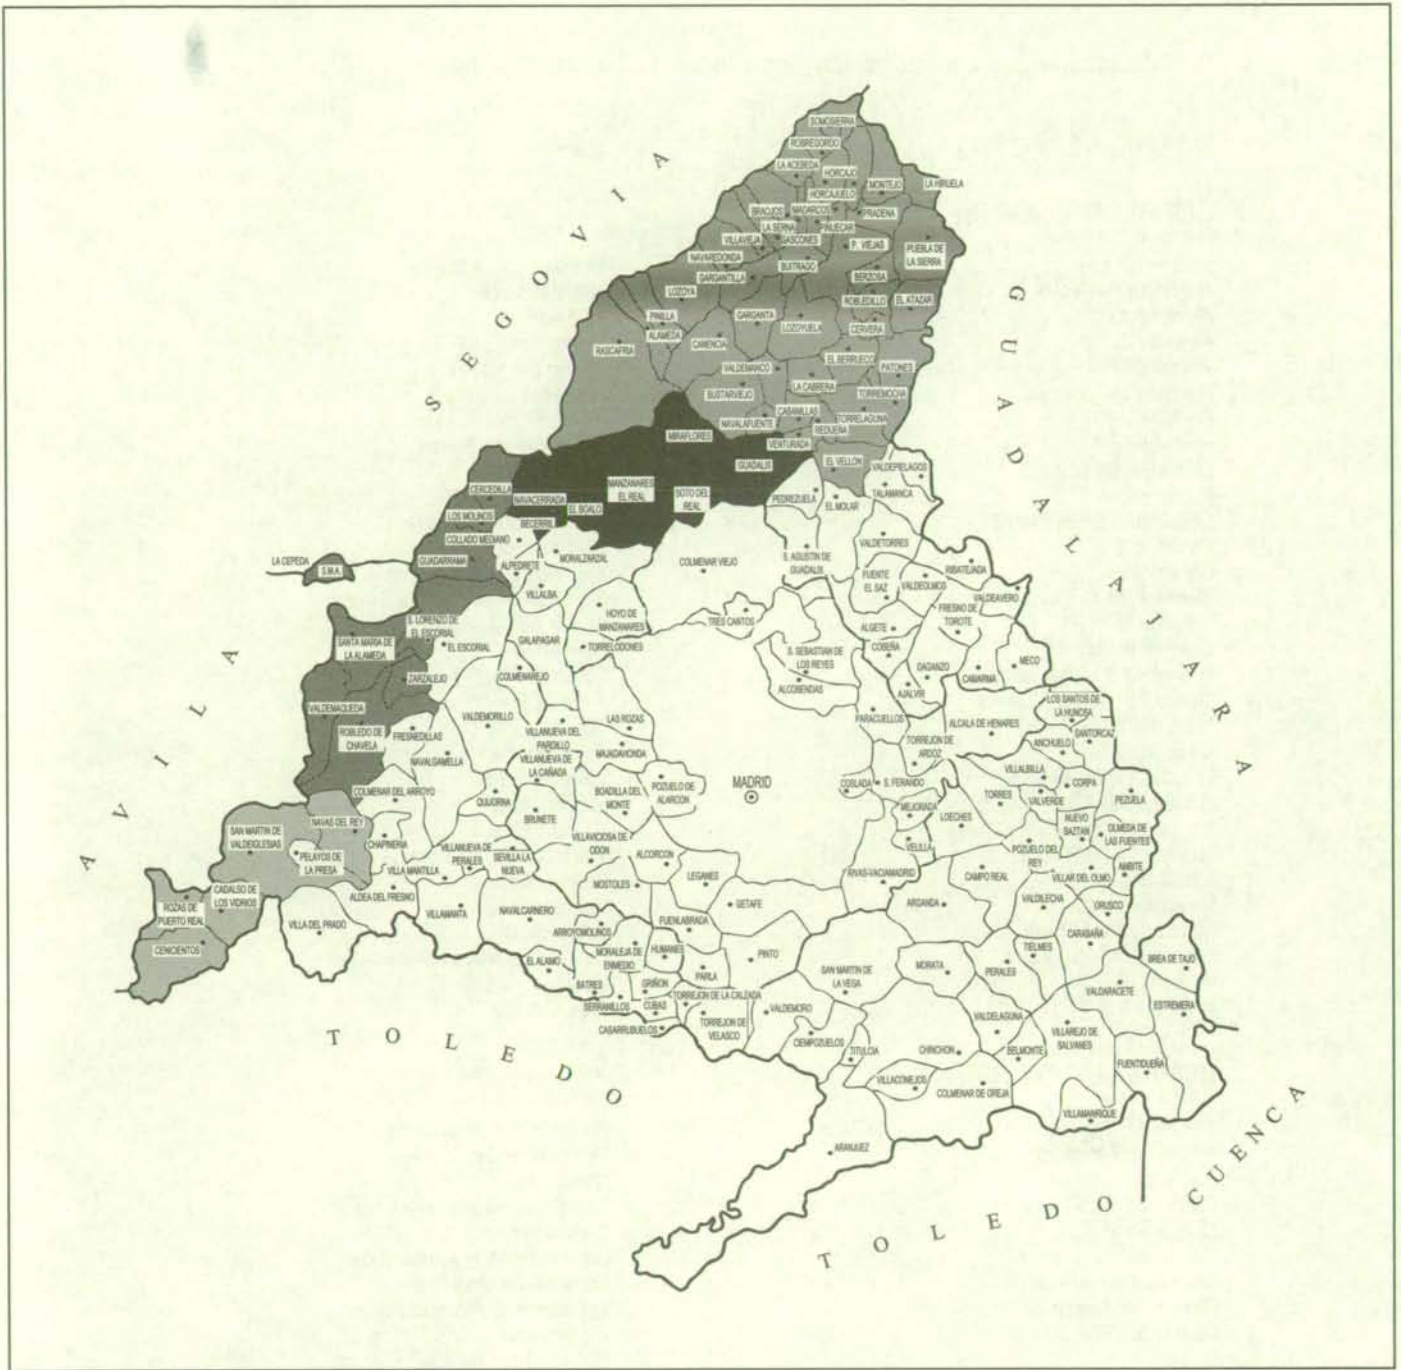 SOMOSIERRA
ROBREGORDO
LA ACEBEDA
HORCAJO
HORCAJUELO
MONTEJO
LA HIRUELA
BRAOJOS
MADARCOS
PRADENA
LA SERNA
PIÑUECAR
VILLAVIEJA
GASCONES
P. VIEJAS
PUEBLA DE
LA SIERRA
NAVAREDONDA
BUITRAGO
GARGANTILLA
BERZOSA
LOZOYA
ROBLEDILLO
EL ATAZAR
PINILLA
GARGANTA
LOZOYUELA
CERVERA
ALAMEDA
CANENCIA
RASCAFRIA
EL BERRUECO
VALDEMANCO
PATONES
LA CABRERA
BUSTARVIEJO
TORREMOCHA
CABANILLAS
NAVALAFUENTE
REDUEÑA
TORRELAGUNA
MIRAFLORES
VENTURADA
GUADALIX
EL VELLON
VALDEPIELAGOS
CERCEDILLA
NAVACERRADA
MANZANARES
EL REAL
SOTO DEL
REAL
PEDREZUELA
EL MOLAR
TALAMANCA
LOS MOLINOS
EL BOALO
BECERRIL
COLLADO MEDIANO
LA CEPEDA
S.M.A.
GUADARRAMA
ALPEDRETE
MORALZARZAL
COLMENAR VIEJO
S. AGUSTIN DE
GUADALIX
VALDETORRES
VILLALBA
FUENTE
EL SAZ
VALDEOLMOS
RIBATEJADA
VALDEAVERO
HOYO DE
MANZANARES
TRES CANTOS
FRESNO DE
TOROTE
S. LORENZO DE
EL ESCORIAL
SANTA MARIA DE
LA ALAMEDA
EL ESCORIAL
GALAPAGAR
TORRELODONES
S. SEBASTIAN DE
LOS REYES
ALGETE
COBEÑA
DAGANZO
CAMARMA
MECO
ZARZALEJO
COLMENAREJO
ALCOBENDAS
AJALVIR
VALDEMAQUEDA
ROBLEDO DE
CHAVELA
FRESNEDILLAS
VALDEMORILLO
VILLANUEVA DEL
PARDILLO
LAS ROZAS
PARACUELLOS
ALCALA DE HENARES
LOS SANTOS DE
LA HUMOSA
SANTORCAZ
NAVALGAMELLA
MAJADAHONDA
TORREJON DE
ARDOZ
ANCHUELO
VILLANUEVA DE
LA CAÑADA
VILLALBILLA
CORPA
COLMENAR DEL ARROYO
QUIJORNA
BOADILLA DEL
MONTE
POZUELO DE
ALARCON
MADRID
COSLADA
S. FERANDO
TORRES
VALVERDE
PEZUELA
NAVAS DEL REY
BRUNETE
MEJORADA
LOECHES
NUEVO
BAZTAN
OLMEDA DE
LAS FUENTES
SAN MARTIN DE
VALDEIGLESIAS
CHAPINERIA
VILLANUEVA DE
PERALES
SEVILLA LA
NUEVA
VILLAVICIOSA DE
ODON
VELILLA
POZUELO DEL
REY
PELAYOS DE
LA PRESA
VILLA MANTILLA
ALCORCON
LEGANES
RIVAS-VACIAMADRID
CAMPO REAL
VILLAR DEL OLMO
AMBITE
CADALSO DE
LOS VIDRIOS
ALDEA DEL FRESNO
MOSTOLES
GETAFE
ARGANDA
VALDILECHA
ORUSCO
ROZAS DE
PUERTO REAL
VILLA DEL PRADO
VILLAMANTA
NAVALCARNERO
ARROYOMOLINOS
FUENLABRADA
CARABAÑA
CENICIENTOS
EL ALAMO
MORALEJA DE
ENMEDIO
HUMANES
PARLA
PINTO
SAN MARTIN DE
LA VEGA
MORATA
PERALES
TIELMES
BREA DE TAJO
BATRES
GRIÑON
SERRANILLOS
CUBAS
TORREJON DE LA CALZADA
VALDARACETE
ESTREMERA
CASARRUBUELOS
TORREJON DE
VELASCO
VALDEMORO
VALDELAGUNA
VILLAREJO DE
SALVANES
CIEMPOZUELOS
TITULCIA
CHINCHON
BELMONTE
FUENTIDUEÑA
VILLACONEJOS
COLMENAR DE OREJA
VILLAMANRIQUE
ARANJUEZ
SEGOVIA
GUADALAJARA
AVILA
TOLEDO
TOLEDO
CUENCA